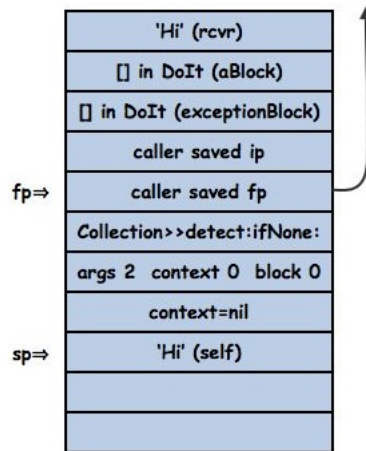 'Hi' (rcvr)
[] in DoIt (aBlock)
[] in DoIt (exceptionBlock)
caller saved ip
fp⇒ caller saved fp
Collection>>detect:ifNone:
args 2 context 0 block 0
context=nil
sp⇒ 'Hi' (self)